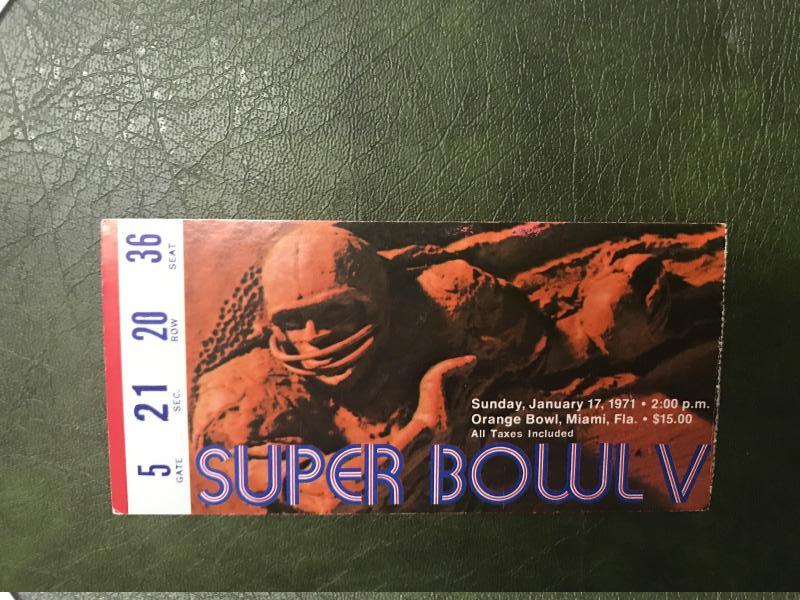 5 GATE
21 SEC.
20 ROW
36 SEAT
Sunday, January 17, 1971 • 2:00 p.m.
Orange Bowl, Miami, Fla. • $15.00
All Taxes Included
SUPER BOWL V